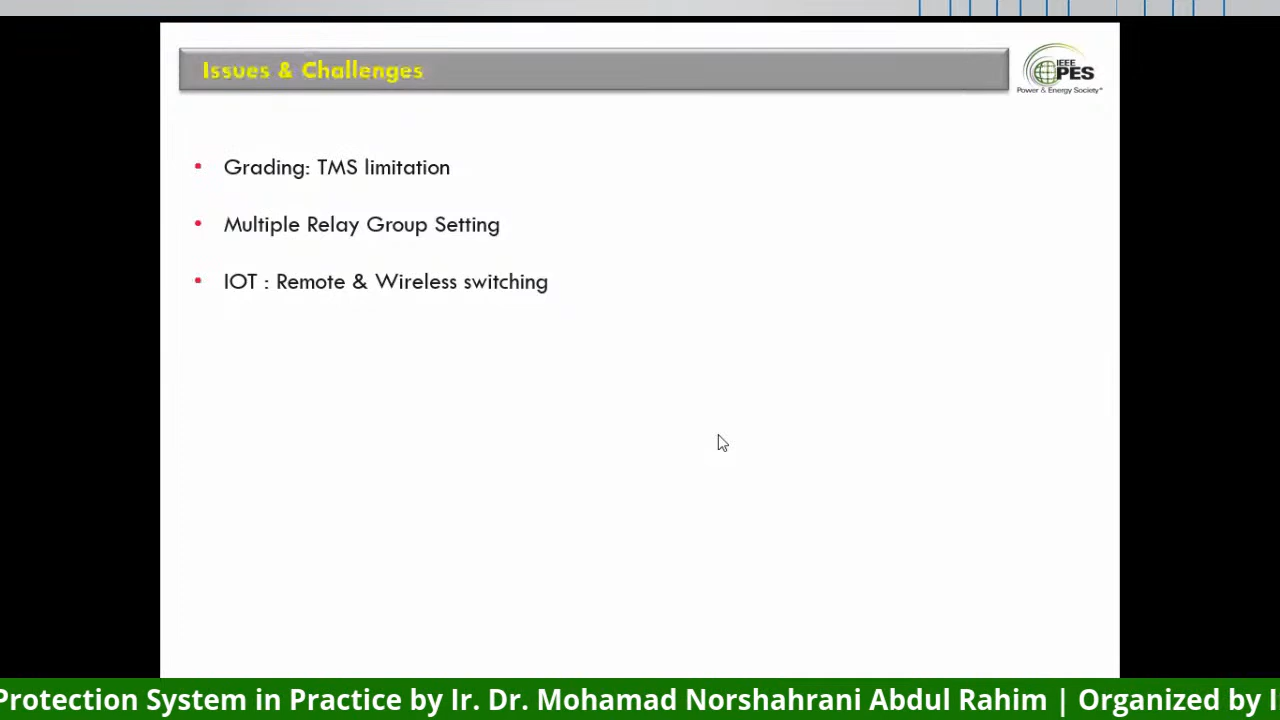 Issues & Challenges
IEEE
PES
Power & Energy Society®
• Grading: TMS limitation
• Multiple Relay Group Setting
• IOT : Remote & Wireless switching
Protection System in Practice by Ir. Dr. Mohamad Norshahrani Abdul Rahim | Organized by I